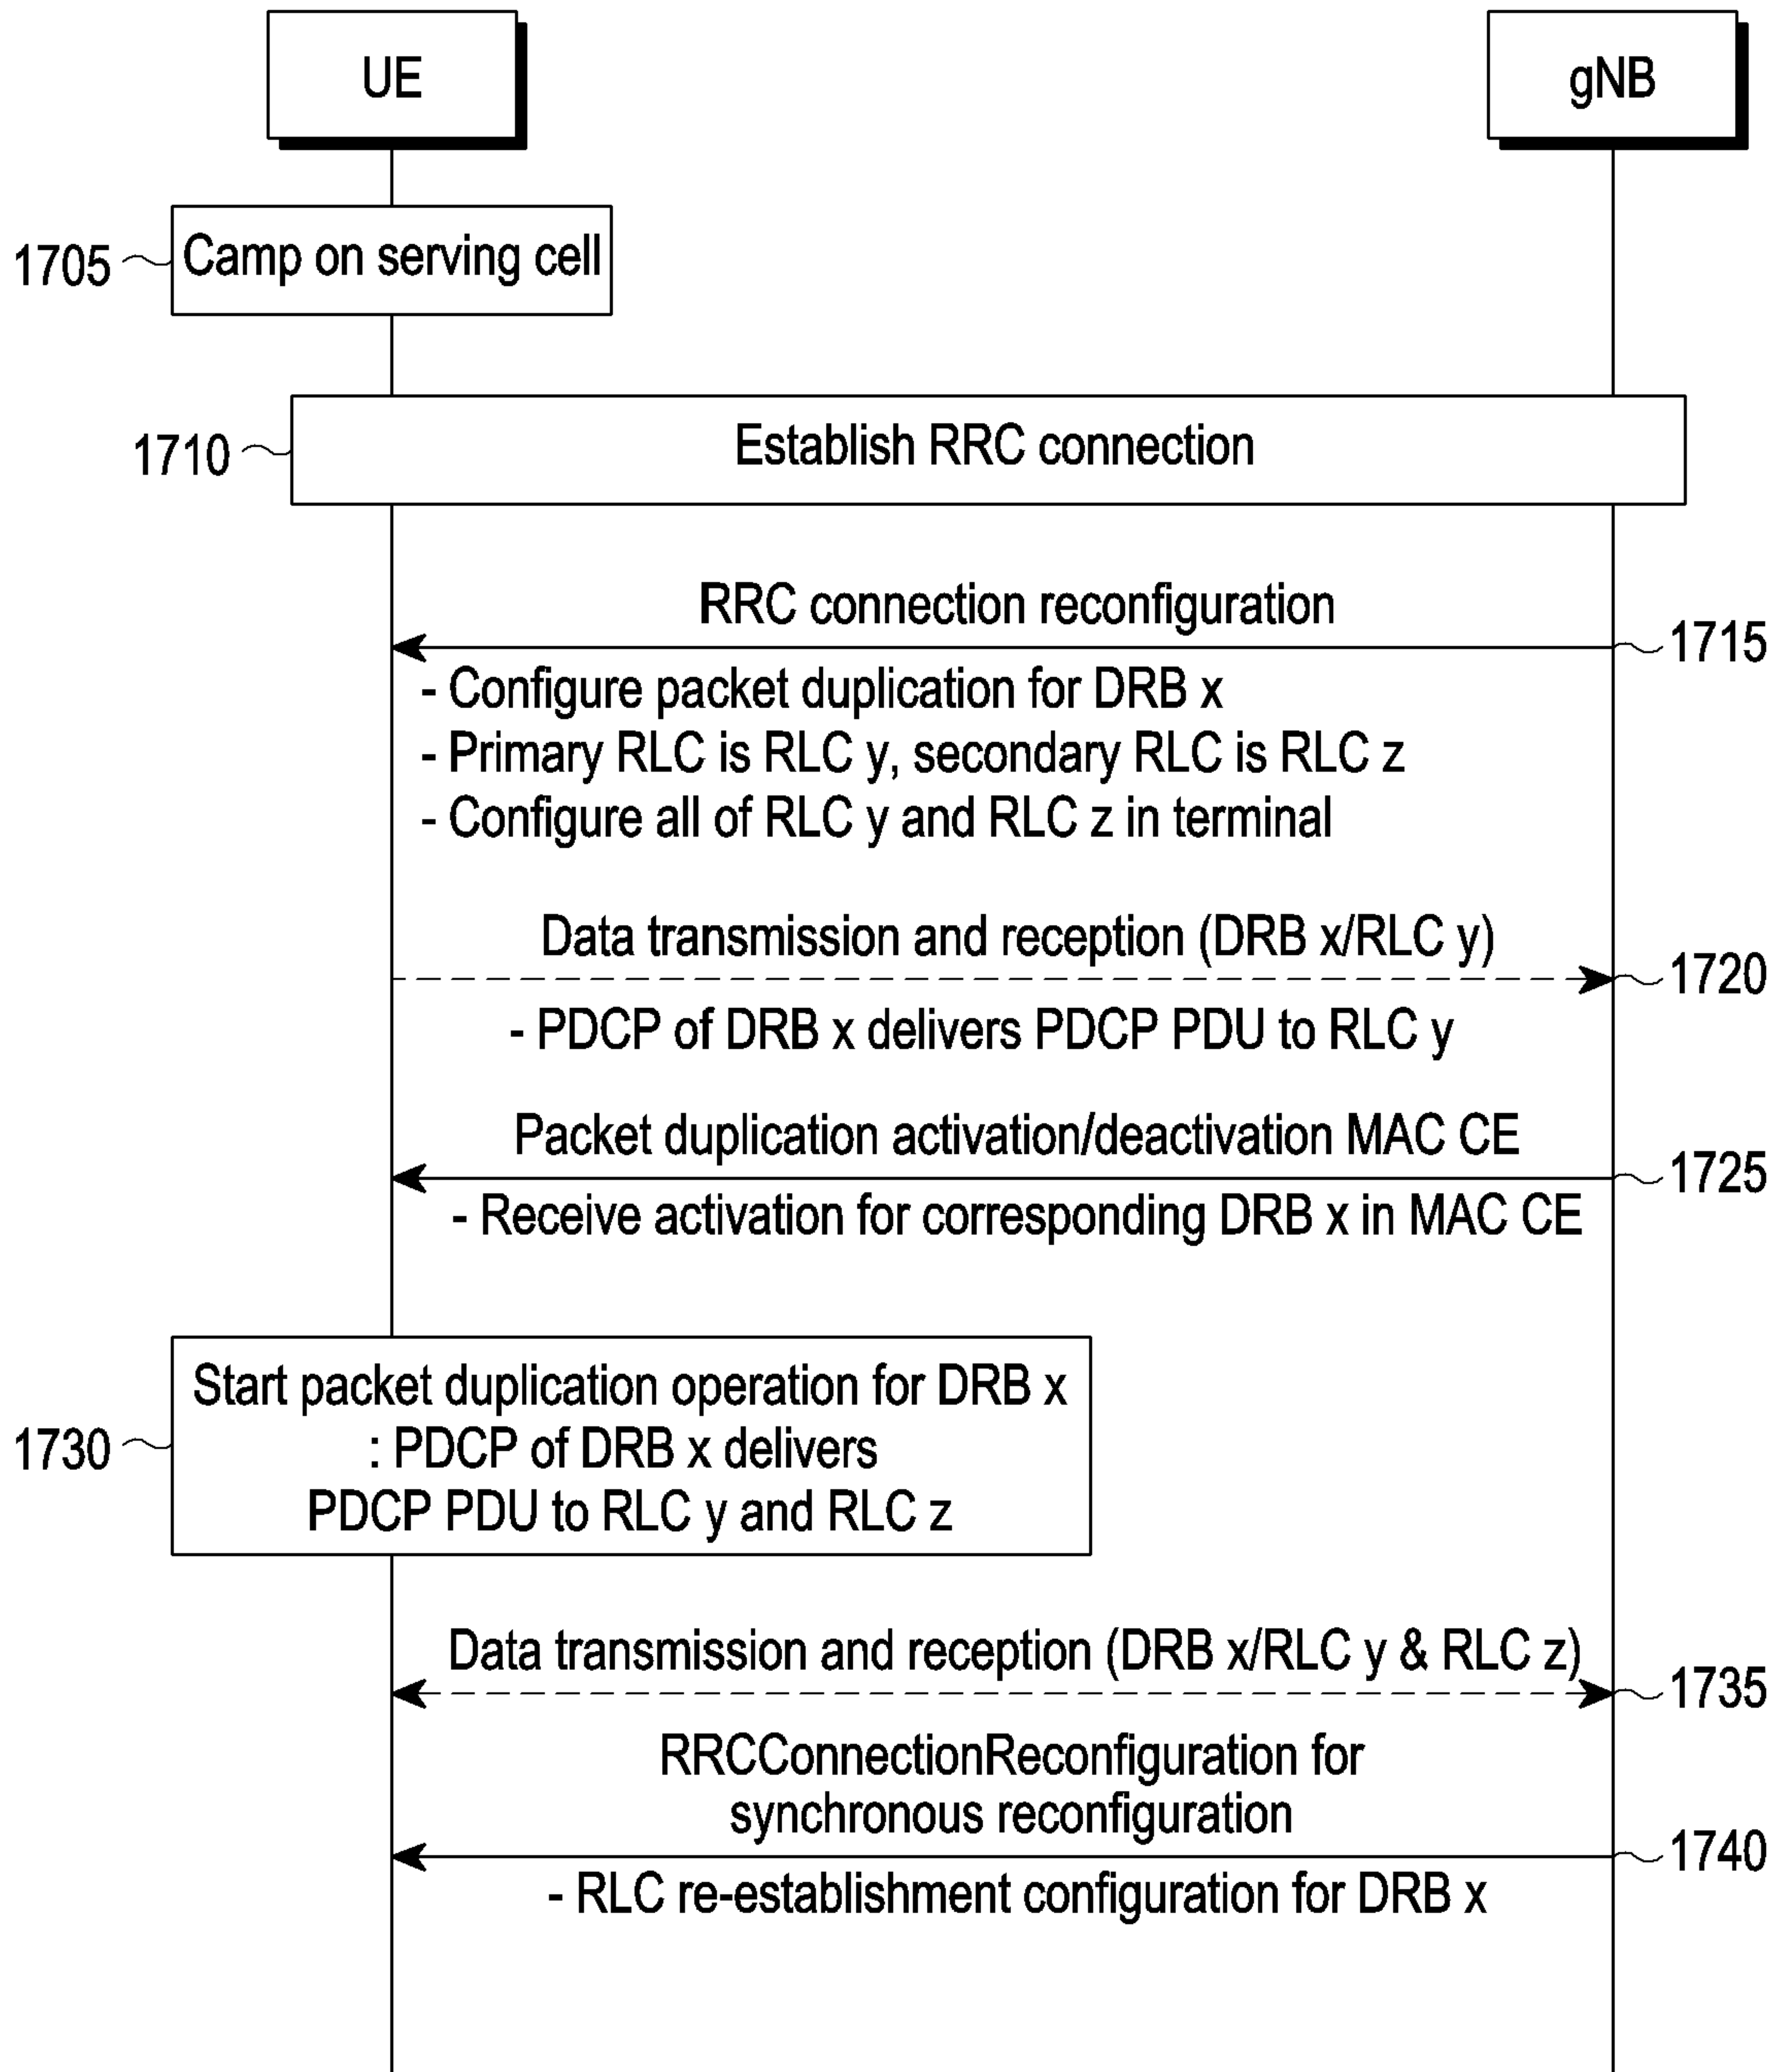 UE
gNB
1705
Camp on serving cell
1710
Establish RRC connection
RRC connection reconfiguration
1715
- Configure packet duplication for DRB x
- Primary RLC is RLC y, secondary RLC is RLC z
- Configure all of RLC y and RLC z in terminal
Data transmission and reception (DRB x/RLC y)
1720
- PDCP of DRB x delivers PDCP PDU to RLC y
Packet duplication activation/deactivation MAC CE
1725
- Receive activation for corresponding DRB x in MAC CE
Start packet duplication operation for DRB x
1730
: PDCP of DRB x delivers
PDCP PDU to RLC y and RLC z
Data transmission and reception (DRB x/RLC y & RLC z)
1735
RRCConnectionReconfiguration for
synchronous reconfiguration
1740
- RLC re-establishment configuration for DRB x